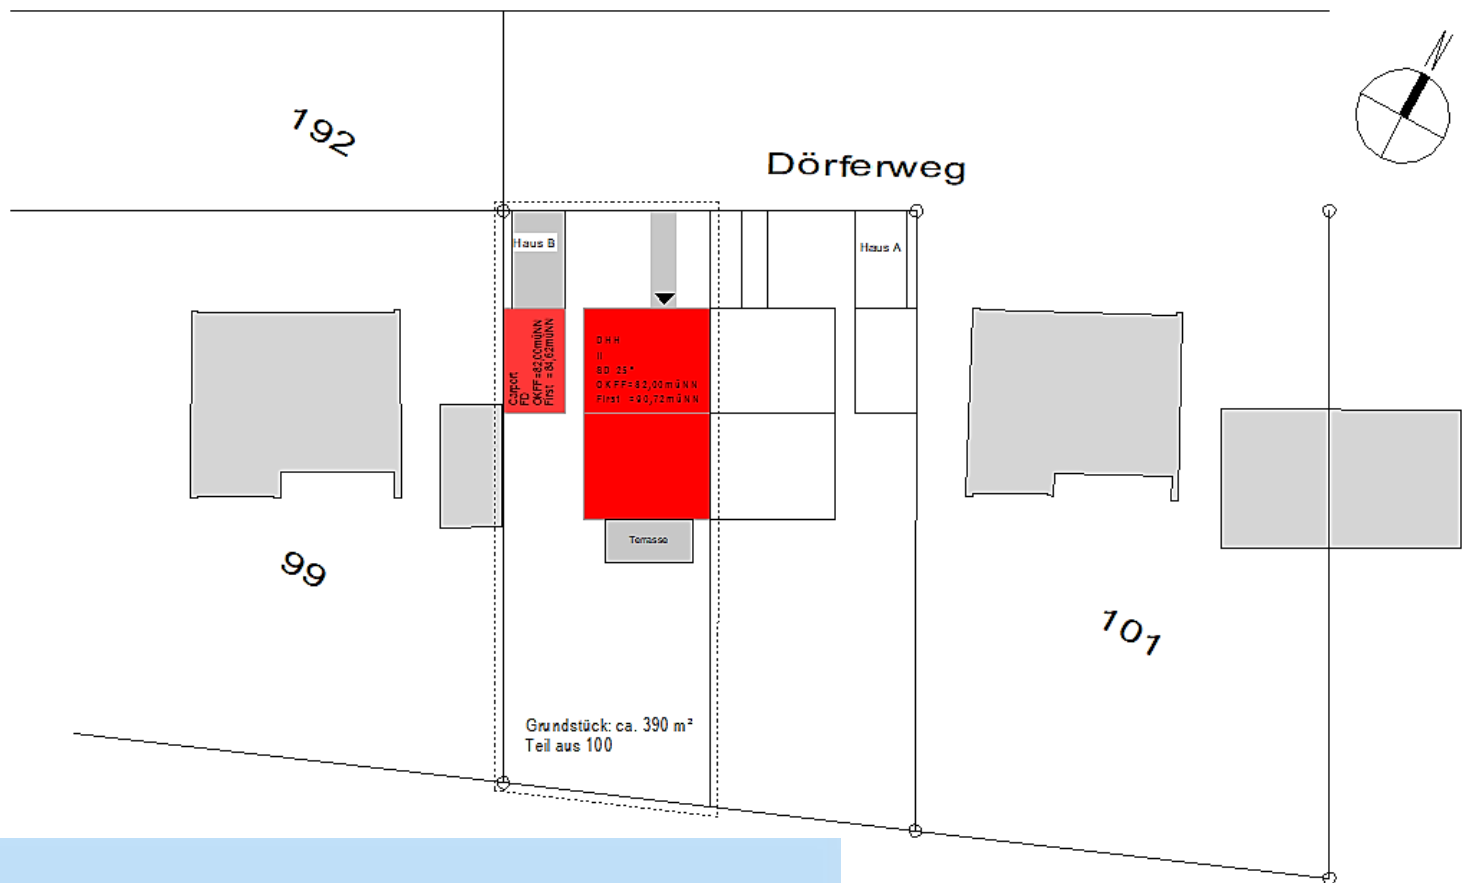 192
Dörferweg
Haus B
Haus A
Carport
FD
OKFF=82,00müNN
First =84,62müNN
DHH
II
SD 25°
OKFF=82,00müNN
First =90,72müNN
Terrasse
99
101
Grundstück: ca. 390 m²
Teil aus 100